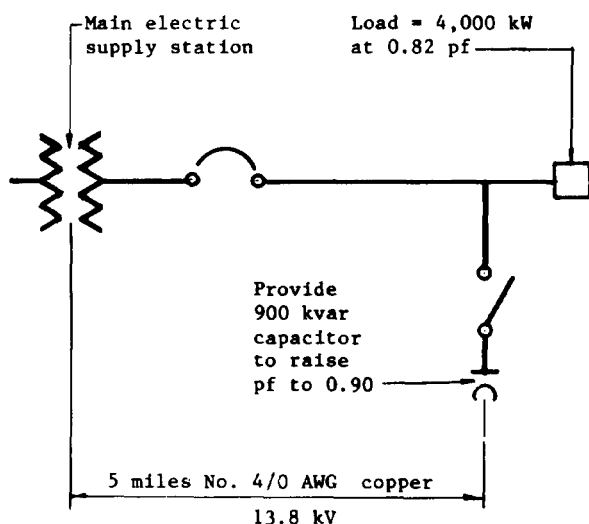 Main electric
supply station
Load = 4,000 kW
at 0.82 pf
Provide
900 kvar
capacitor
to raise
pf to 0.90
5 miles No. 4/0 AWG copper
13.8 kV